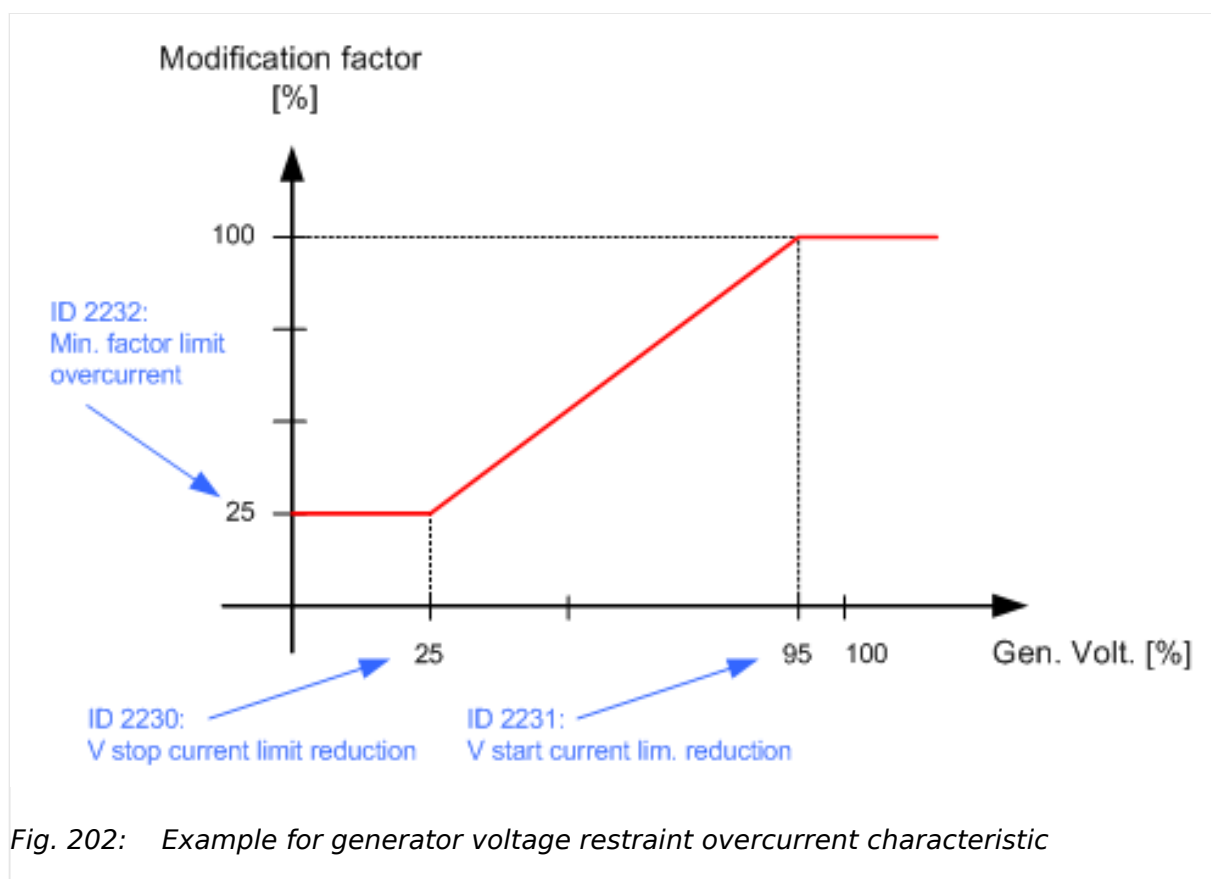 Modification factor
[%]
100
ID 2232:
Min. factor limit
overcurrent
25
25
95
100
Gen. Volt. [%]
ID 2230:
V stop current limit reduction
ID 2231:
V start current lim. reduction
Fig. 202: Example for generator voltage restraint overcurrent characteristic